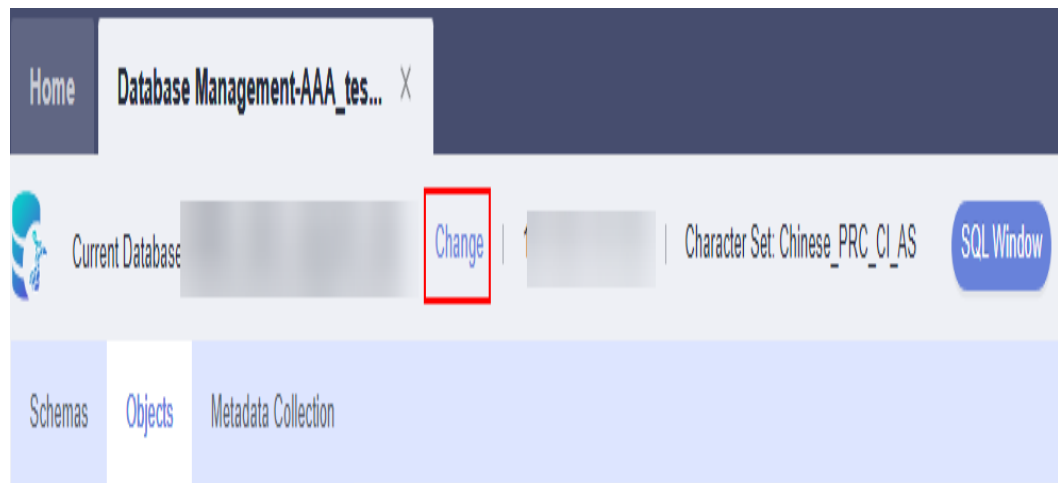 Home Database Management-AAA_tes... X
Current Database Change | | Character Set: Chinese_PRC_CI_AS SQL Window
Schemas Objects Metadata Collection